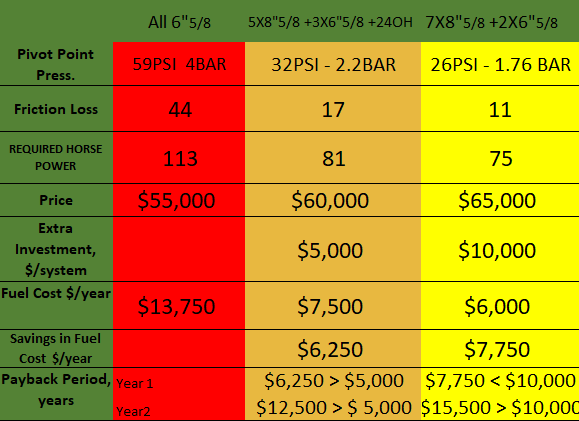 All 6"5/8 5X8"5/8 +3X6"5/8 +24OH 7X8"5/8 +2X6"5/8
Pivot Point
Press.
59PSI 4BAR 32PSI - 2.2BAR 26PSI - 1.76 BAR
Friction Loss 44 17 11
REQUIRED HORSE
POWER
113 81 75
Price $55,000 $60,000 $65,000
Extra
Investment,
$/system
$5,000 $10,000
Fuel Cost $/year
$13,750 $7,500 $6,000
Savings in Fuel
Cost $/year
$6,250 $7,750
Payback Period,
years
Year 1 $6,250 > $5,000 $7,750 < $10,000
Year2 $12,500 > $ 5,000 $15,500 > $10,000